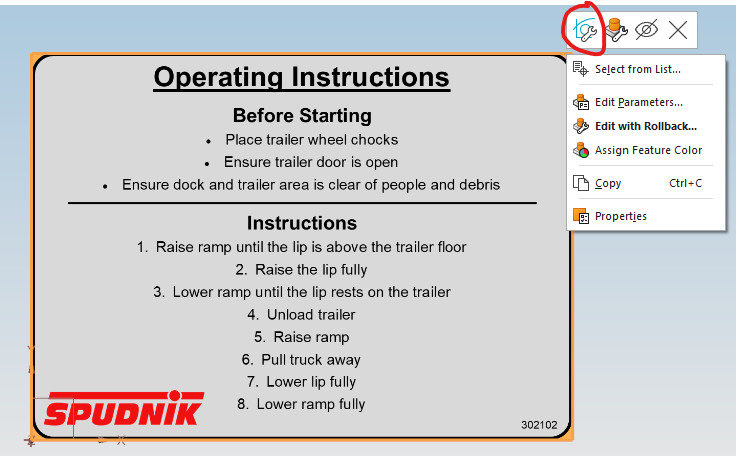 Select from List...
Operating Instructions
Edit Parameters...
Before Starting
Edit with Rollback...
• Place trailer wheel chocks
Assign Feature Color
• Ensure trailer door is open
• Ensure dock and trailer area is clear of people and debris
Copy Ctrl+C
Properties
Instructions
1. Raise ramp until the lip is above the trailer floor
2. Raise the lip fully
3. Lower ramp until the lip rests on the trailer
4. Unload trailer
5. Raise ramp
6. Pull truck away
7. Lower lip fully
8. Lower ramp fully
SPUDNIK
302102
Y
X